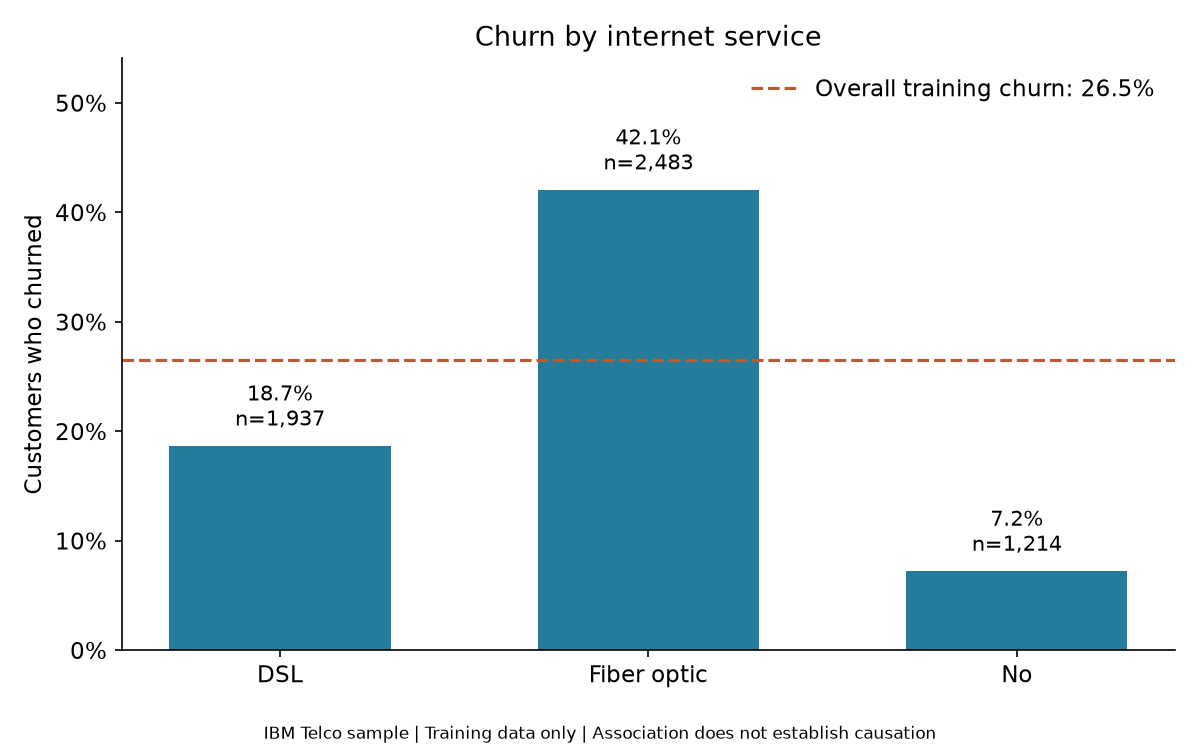 Churn by internet service
Overall training churn: 26.5%
Customers who churned
50%
40%
30%
20%
10%
0%
18.7%
n=1,937
42.1%
n=2,483
7.2%
n=1,214
DSL
Fiber optic
No
IBM Telco sample | Training data only | Association does not establish causation